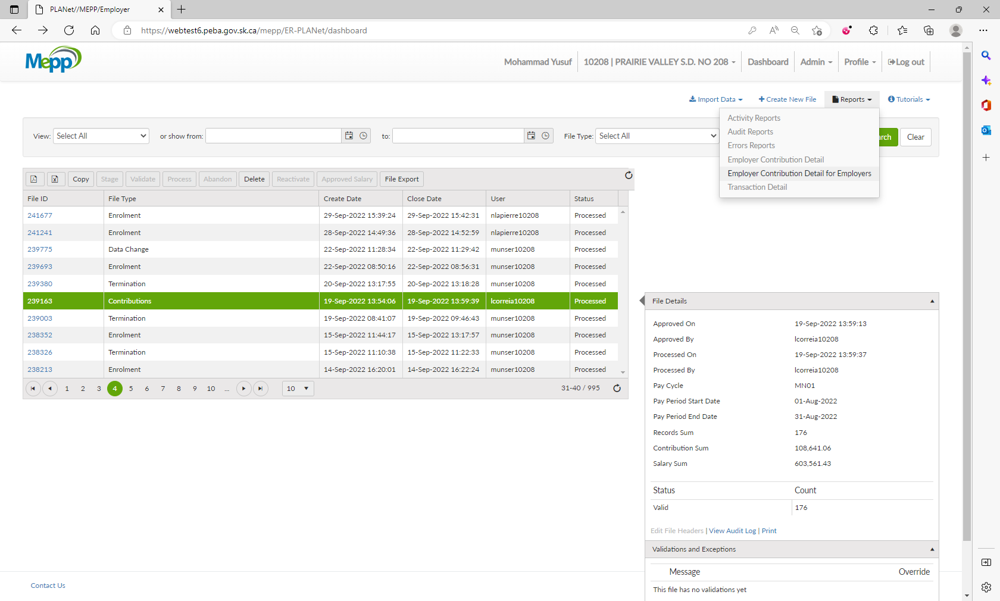 PLANet//MEPP/Employer
https://webtest6.peba.gov.sk.ca/mepp/ER-PLANet/dashboard
Mepp
Mohammad Yusuf
10208 | PRAIRIE VALLEY S.D. NO 208
Dashboard
Admin
Profile
Log out
Import Data
Create New File
Reports
Tutorials
Activity Reports
Audit Reports
Errors Reports
Employer Contribution Detail
Employer Contribution Detail for Employers
Transaction Detail
View: Select All or show from: to: File Type: Select All rch Clear
Copy Stage Validate Process Abandon Delete Reactivate Approved Salary File Export
File ID File Type Create Date Close Date User Status
241677 Enrolment 29-Sep-2022 15:39:24 29-Sep-2022 15:42:31 nlapierre10208 Processed
241241 Enrolment 28-Sep-2022 14:49:36 28-Sep-2022 14:52:59 nlapierre10208 Processed
239775 Data Change 22-Sep-2022 11:28:34 22-Sep-2022 11:29:42 munser10208 Processed
239693 Enrolment 22-Sep-2022 08:50:16 22-Sep-2022 08:56:31 munser10208 Processed
239380 Termination 20-Sep-2022 13:17:55 20-Sep-2022 13:18:28 munser10208 Processed
239163 Contributions 19-Sep-2022 13:54:06 19-Sep-2022 13:59:39 lcorreia10208 Processed
239003 Termination 19-Sep-2022 08:41:07 19-Sep-2022 09:46:43 munser10208 Processed
238352 Enrolment 15-Sep-2022 11:44:17 15-Sep-2022 13:17:57 munser10208 Processed
238326 Termination 15-Sep-2022 11:10:38 15-Sep-2022 11:22:33 munser10208 Processed
238213 Enrolment 14-Sep-2022 16:20:01 14-Sep-2022 16:22:24 munser10208 Processed
1 2 3 4 5 6 7 8 9 10 ... 10 31-40 / 995
File Details
Approved On 19-Sep-2022 13:59:13
Approved By lcorreia10208
Processed On 19-Sep-2022 13:59:37
Processed By lcorreia10208
Pay Cycle MN01
Pay Period Start Date 01-Aug-2022
Pay Period End Date 31-Aug-2022
Records Sum 176
Contribution Sum 108,641.06
Salary Sum 603,561.43
Status Count
Valid 176
Edit File Headers | View Audit Log | Print
Validations and Exceptions
Message Override
This file has no validations yet
Contact Us